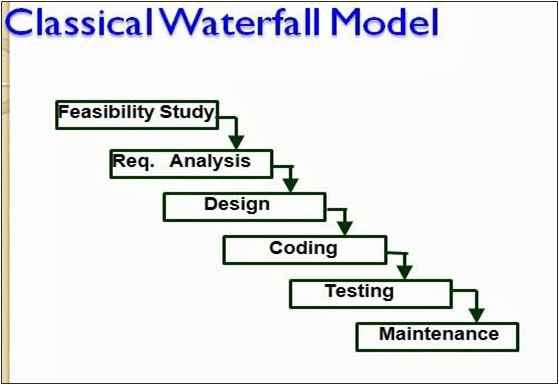 Classical Waterfall Model
Feasibility Study
Req. Analysis
Design
Coding
Testing
Maintenance